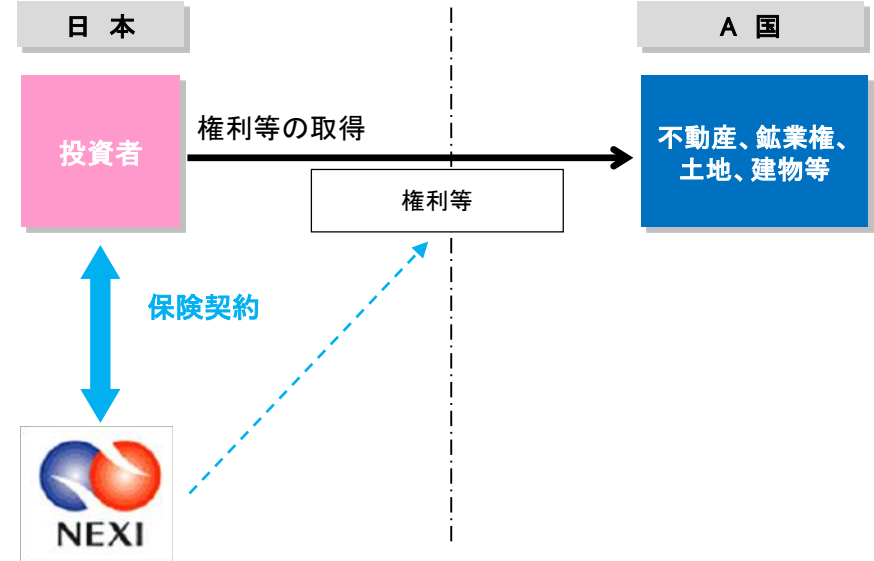 日 本
A 国
投資者
権利等の取得
不動産、鉱業権、
土地、建物等
権利等
保険契約
NEXI